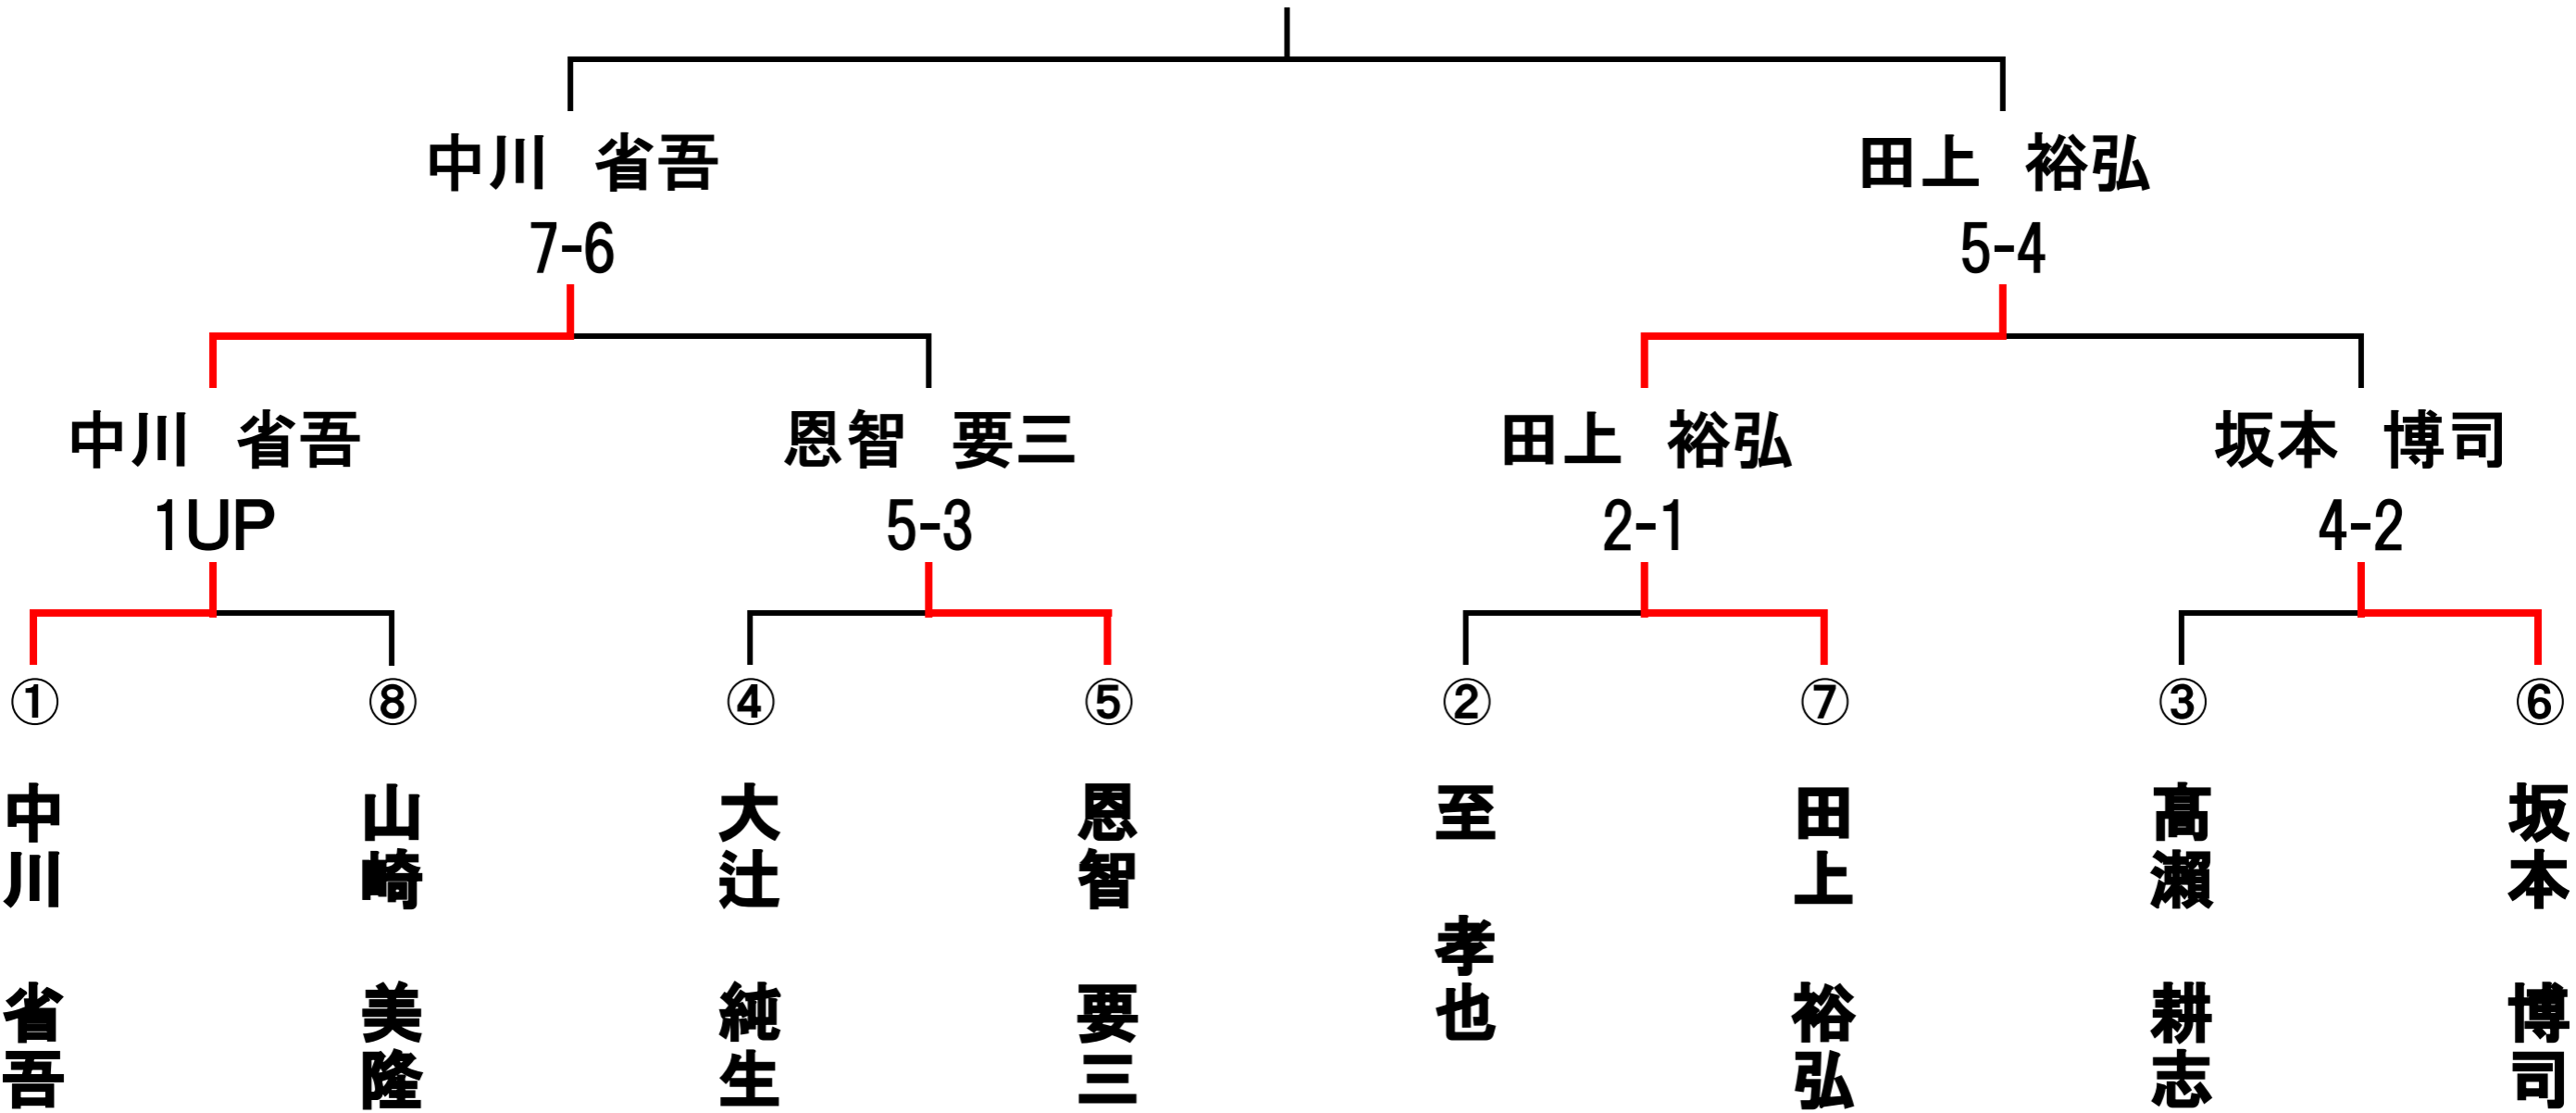 中川 省吾
田上 裕弘
7-6
5-4
中川 省吾
恩智 要三
田上 裕弘
坂本 博司
1UP
5-3
2-1
4-2
① 中川 省吾
⑧ 山崎 美隆
④ 大辻 純生
⑤ 恩智 要三
② 至 孝也
⑦ 田上 裕弘
③ 髙瀨 耕志
⑥ 坂本 博司